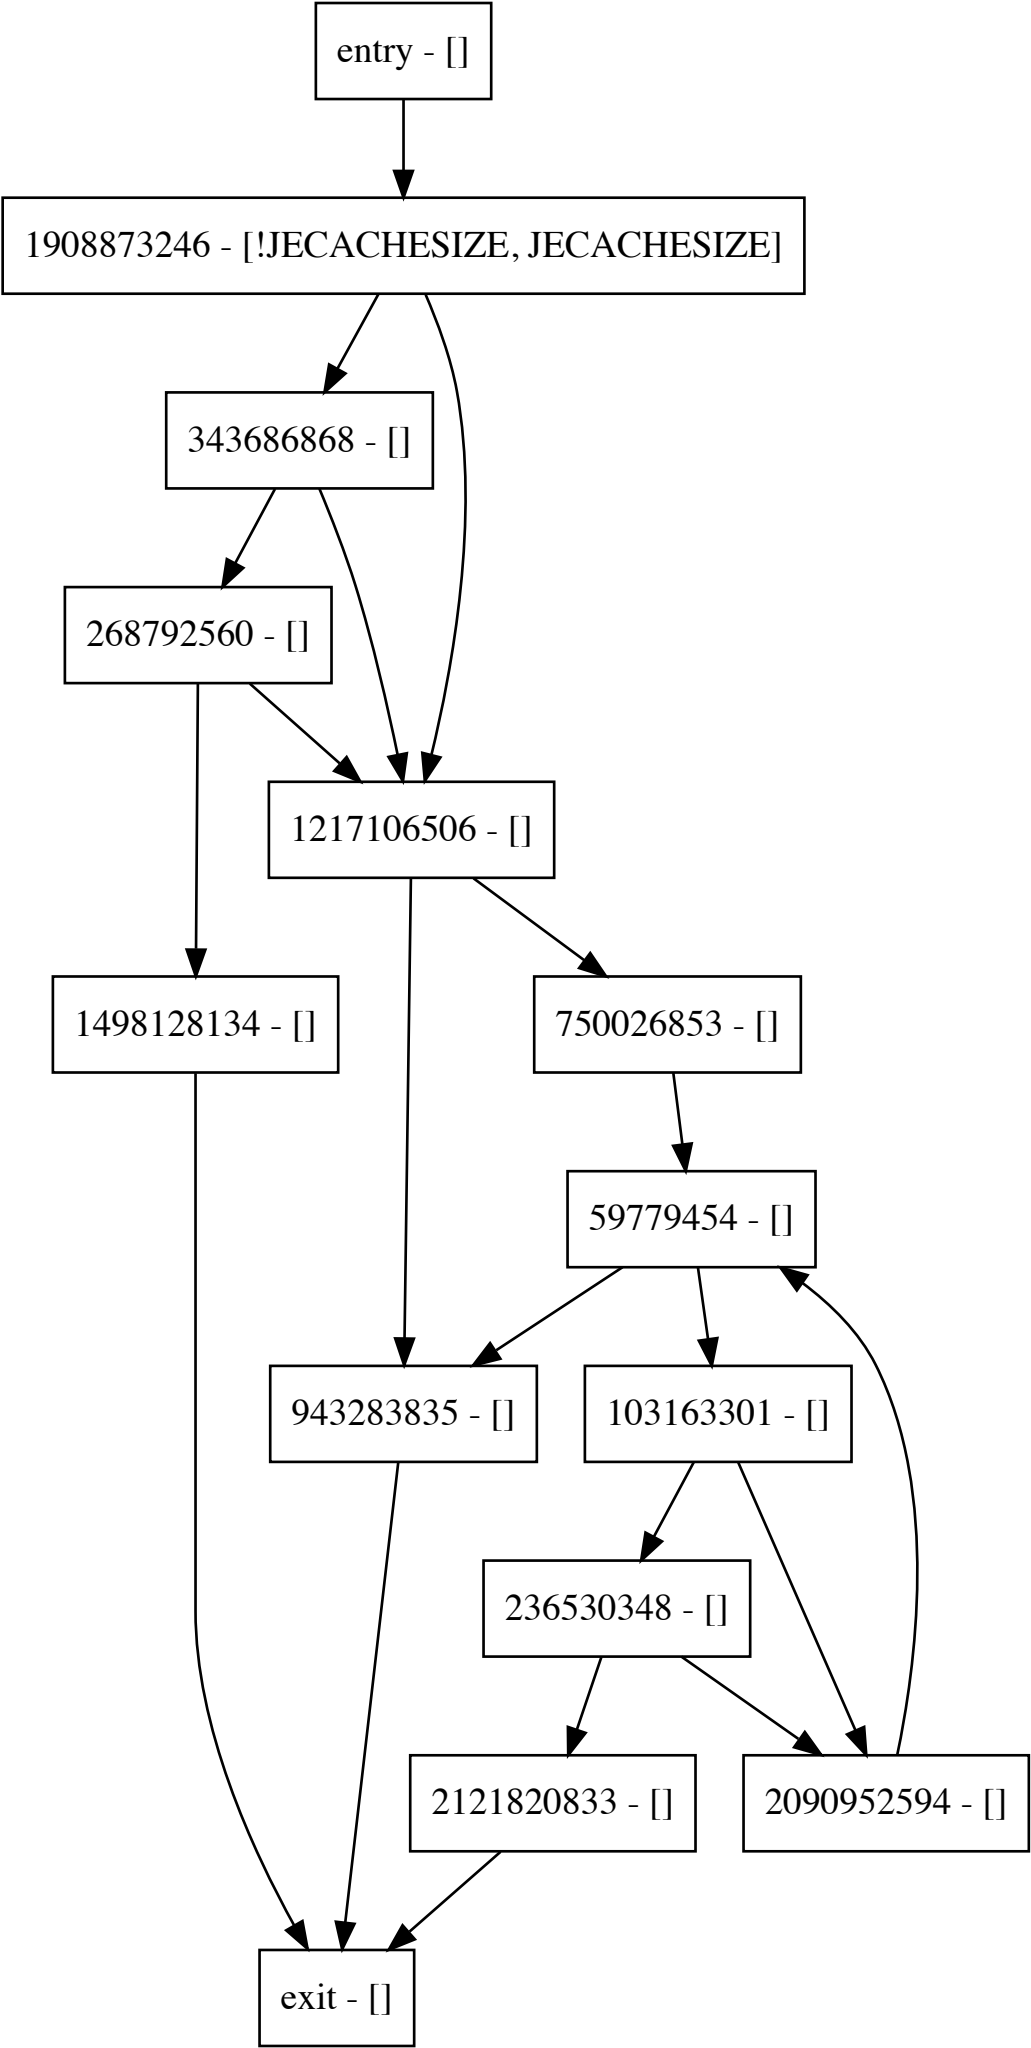 entry - []
1908873246 - [!JECACHESIZE, JECACHESIZE]
343686868 - []
268792560 - []
1217106506 - []
1498128134 - []
750026853 - []
59779454 - []
943283835 - []
103163301 - []
236530348 - []
2121820833 - []
2090952594 - []
exit - []